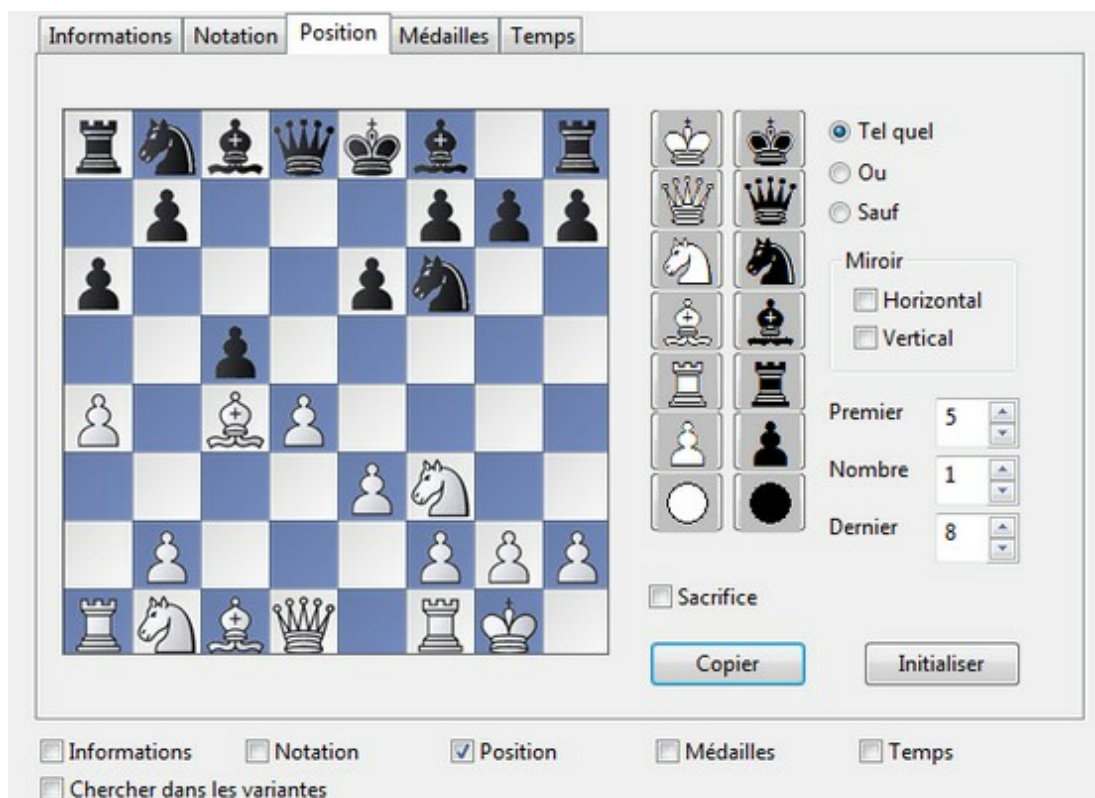 Informations Notation Position Médailles Temps
Tel quel
Ou
Sauf
Miroir
Horizontal
Vertical
Premier 5
Nombre 1
Dernier 8
Sacrifice
Copier Initialiser
Informations Notation Position Médailles Temps
Chercher dans les variantes